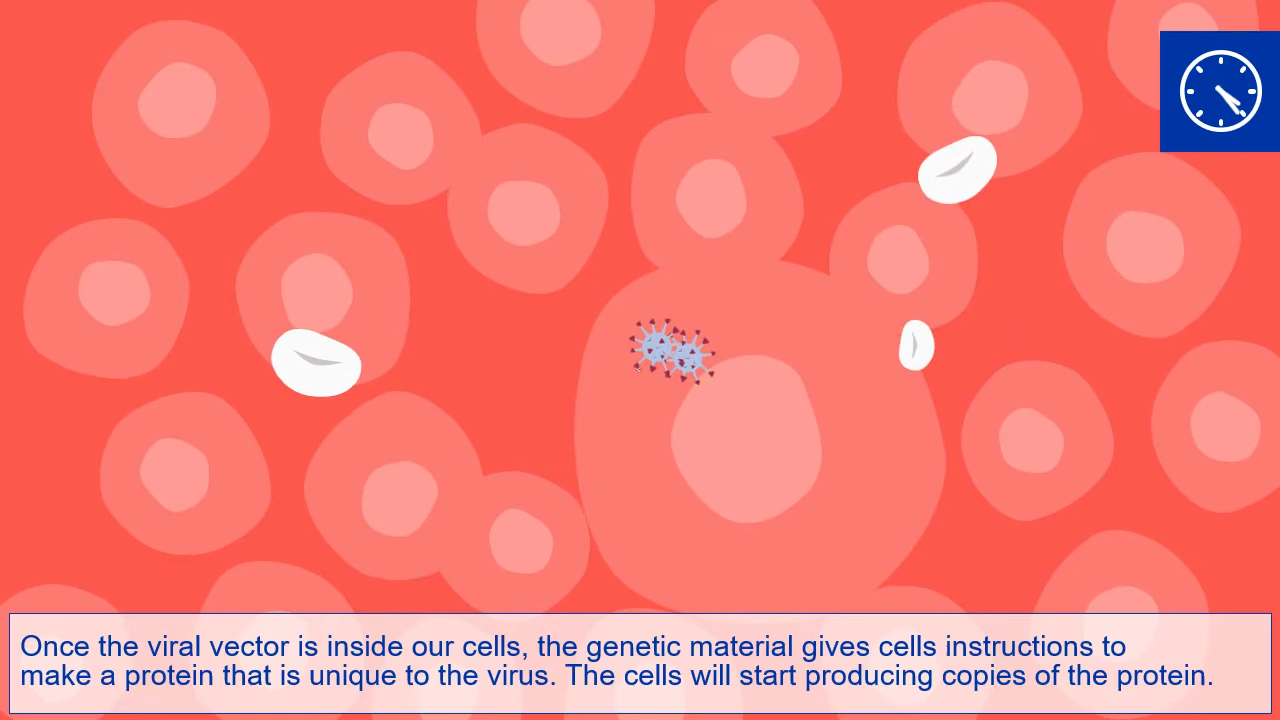 Once the viral vector is inside our cells, the genetic material gives cells instructions to
make a protein that is unique to the virus. The cells will start producing copies of the protein.